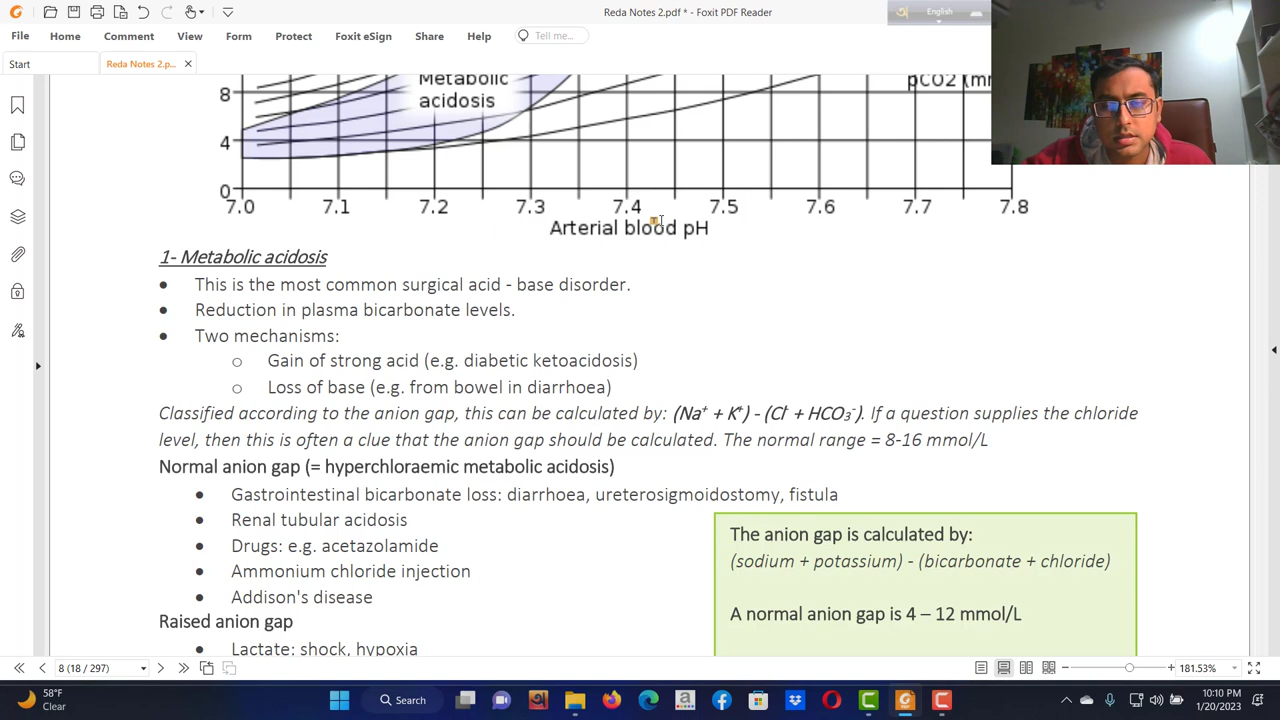 Reda Notes 2.pdf * - Foxit PDF Reader
English
File Home Comment View Form Protect Foxit eSign Share Help Tell me...
Start Reda Notes 2.p...
Metabolic
acidosis
pCO2 (m
8
4
0
7.0 7.1 7.2 7.3 7.4 7.5 7.6 7.7 7.8
Arterial blood pH
1- Metabolic acidosis
• This is the most common surgical acid - base disorder.
• Reduction in plasma bicarbonate levels.
• Two mechanisms:
o Gain of strong acid (e.g. diabetic ketoacidosis)
o Loss of base (e.g. from bowel in diarrhoea)
Classified according to the anion gap, this can be calculated by: (Na⁺ + K⁺) - (Cl⁻ + HCO₃⁻). If a question supplies the chloride
level, then this is often a clue that the anion gap should be calculated. The normal range = 8-16 mmol/L
Normal anion gap (= hyperchloraemic metabolic acidosis)
• Gastrointestinal bicarbonate loss: diarrhoea, ureterosigmoidostomy, fistula
• Renal tubular acidosis
• Drugs: e.g. acetazolamide
• Ammonium chloride injection
• Addison's disease
Raised anion gap
• Lactate: shock, hypoxia
The anion gap is calculated by:
(sodium + potassium) - (bicarbonate + chloride)
A normal anion gap is 4 – 12 mmol/L
8 (18 / 297)
181.53%
58°F
Clear
Search
10:10 PM
1/20/2023